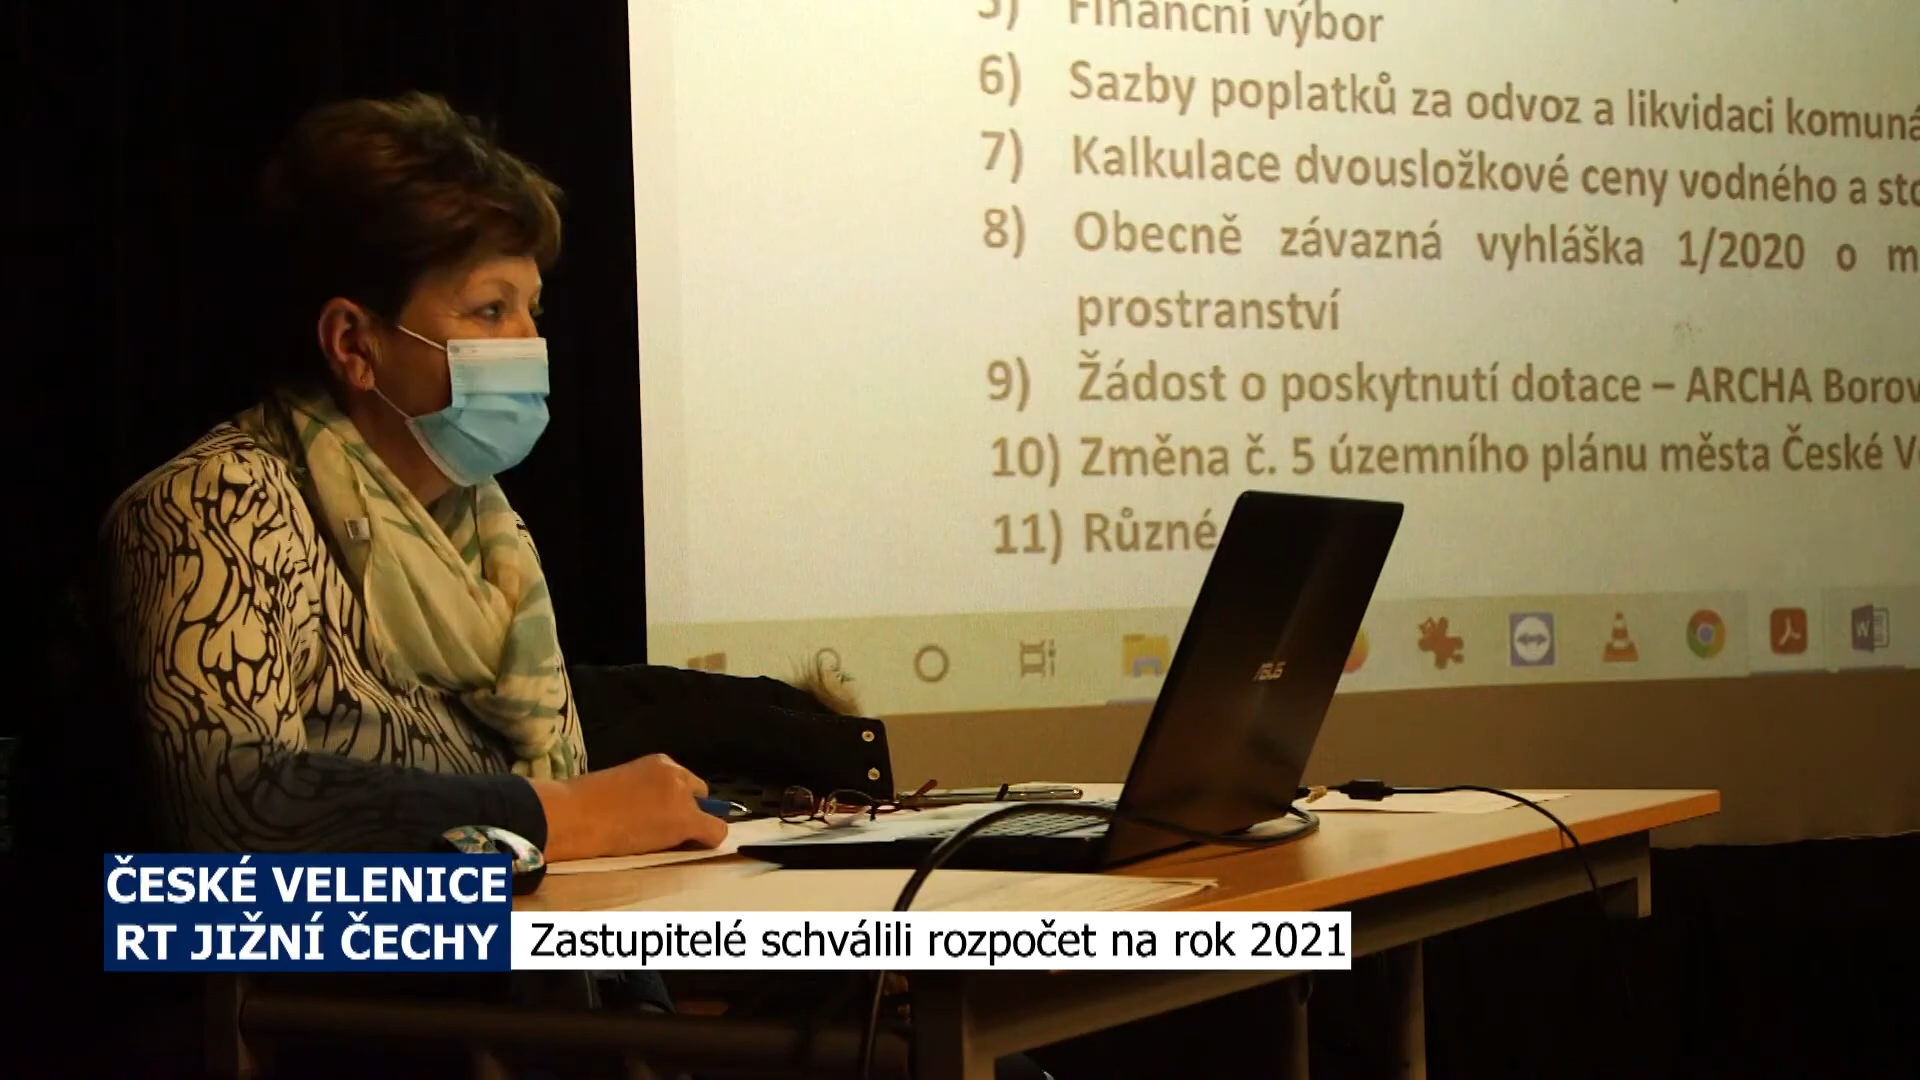 5) Finanční výbor
6) Sazby poplatků za odvoz a likvidaci komuná
7) Kalkulace dvousložkové ceny vodného a sto
8) Obecně závazná vyhláška 1/2020 o m
prostranství
9) Žádost o poskytnutí dotace – ARCHA Borov
10) Změna č. 5 územního plánu města České V
11) Různé
ASUS
ČESKÉ VELENICE
RT JIŽNÍ ČECHY
Zastupitelé schválili rozpočet na rok 2021